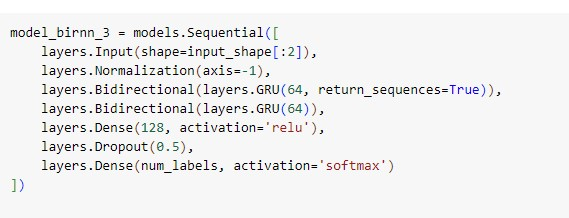 model_birnn_3 = models.Sequential([
    layers.Input(shape=input_shape[:2]),
    layers.Normalization(axis=-1),
    layers.Bidirectional(layers.GRU(64, return_sequences=True)),
    layers.Bidirectional(layers.GRU(64)),
    layers.Dense(128, activation='relu'),
    layers.Dropout(0.5),
    layers.Dense(num_labels, activation='softmax')
])